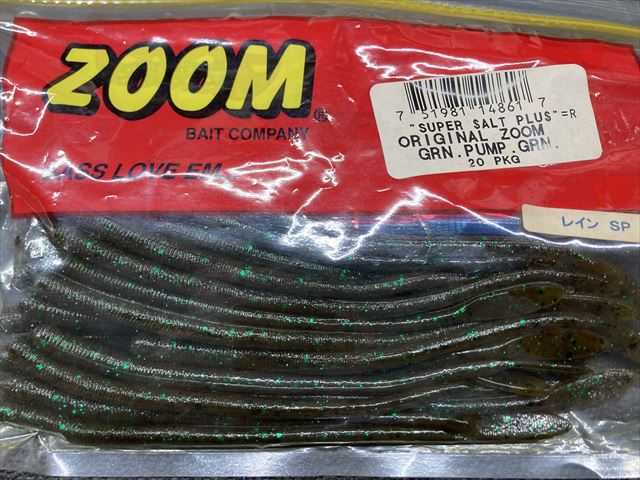 ZOOM
®
BAIT COMPANY
BASS LOVE EM
7 51981 14861 7
"SUPER SALT PLUS"=R
ORIGINAL ZOOM
GRN.PUMP.GRN.
20 PKG
レイン SP